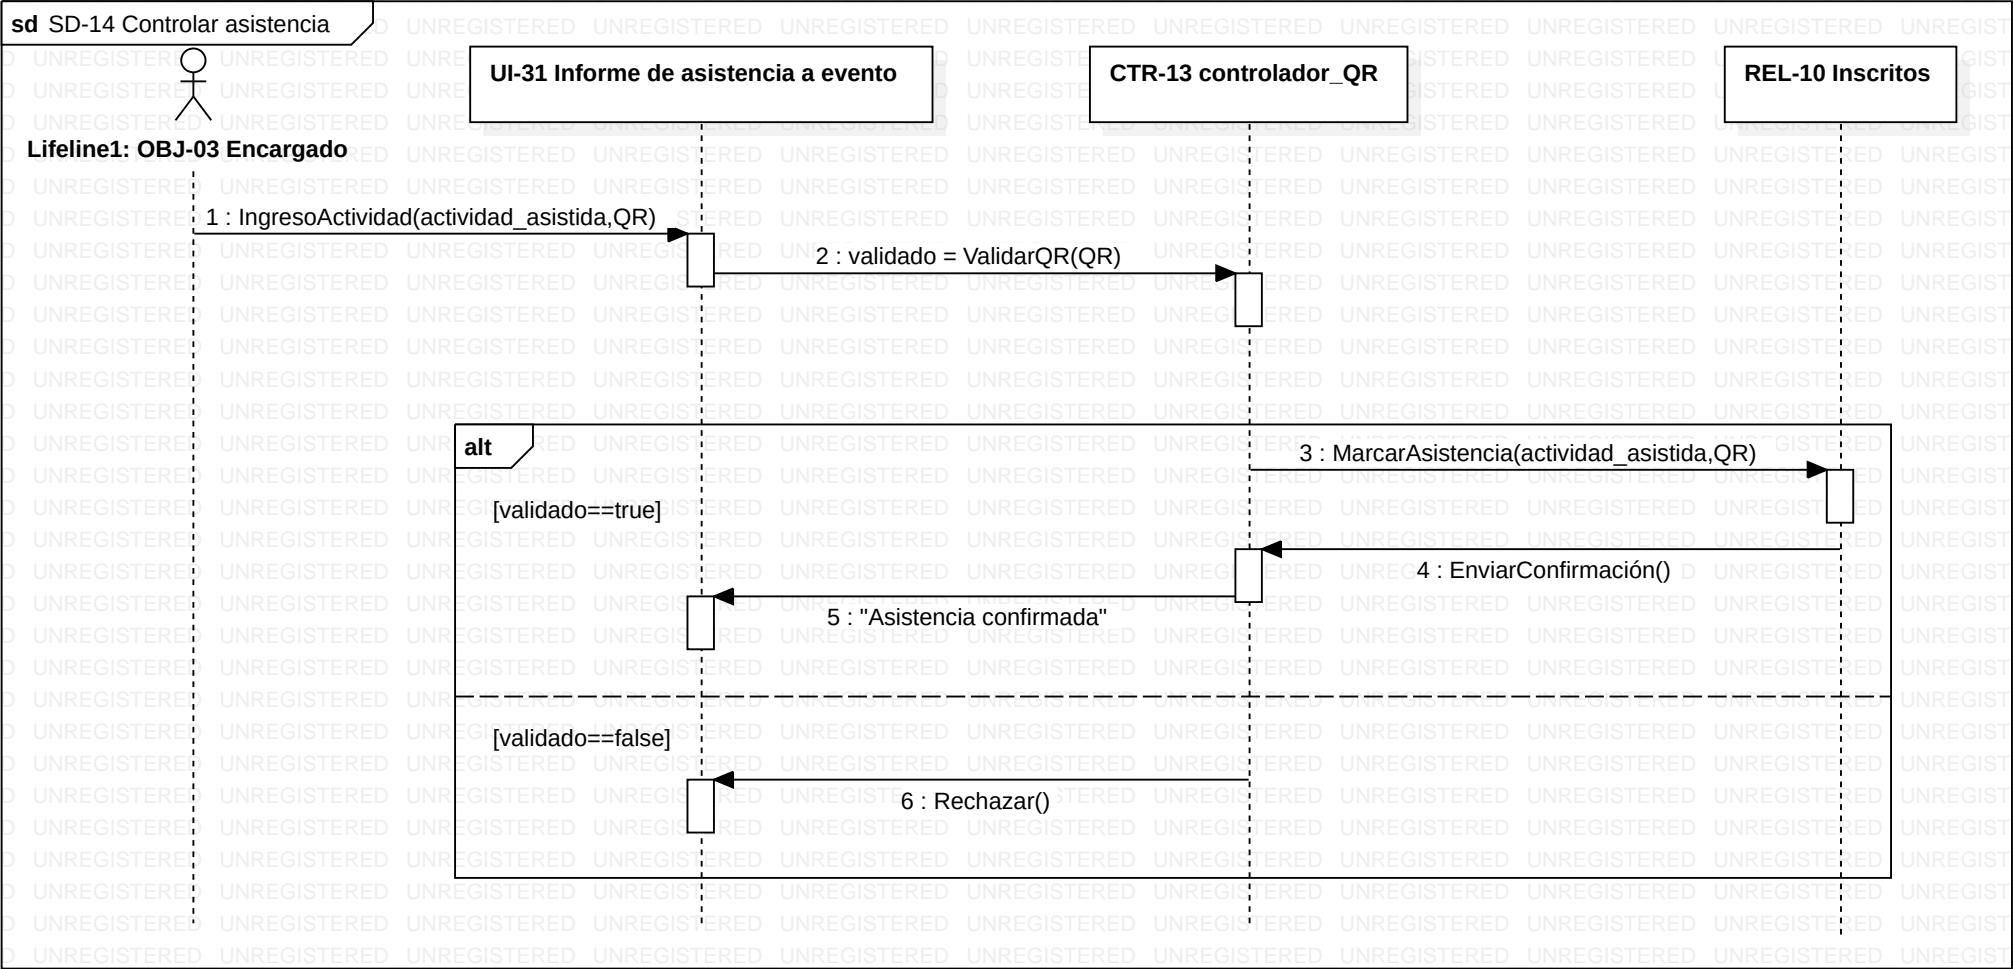 sd SD-14 Controlar asistencia
UI-31 Informe de asistencia a evento
CTR-13 controlador_QR
REL-10 Inscritos
Lifeline1: OBJ-03 Encargado
1 : IngresoActividad(actividad_asistida,QR)
2 : validado = ValidarQR(QR)
alt
3 : MarcarAsistencia(actividad_asistida,QR)
[validado==true]
4 : EnviarConfirmación()
5 : "Asistencia confirmada"
[validado==false]
6 : Rechazar()
UNREGISTERED